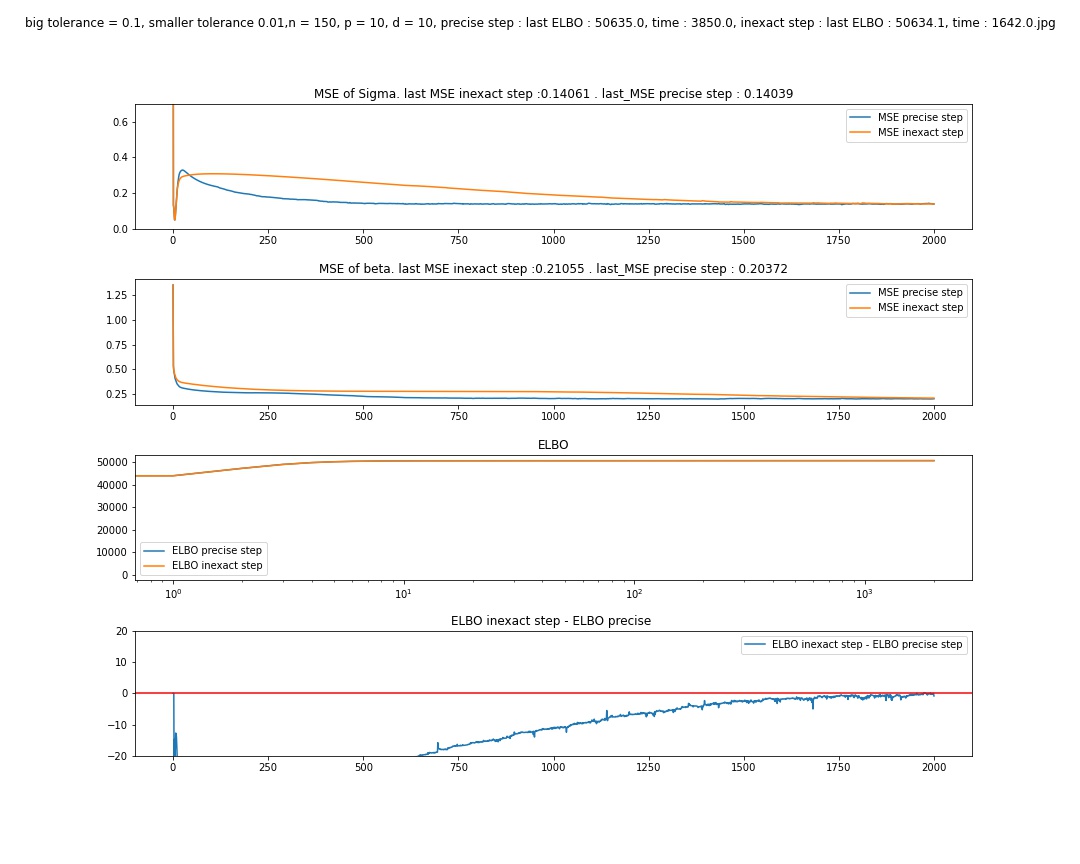 big tolerance = 0.1, smaller tolerance 0.01,n = 150, p = 10, d = 10, precise step : last ELBO : 50635.0, time : 3850.0, inexact step : last ELBO : 50634.1, time : 1642.0.jpg
MSE of Sigma. last MSE inexact step :0.14061 . last_MSE precise step : 0.14039
0.6
0.4
0.2
0.0
MSE precise step
MSE inexact step
0 250 500 750 1000 1250 1500 1750 2000
MSE of beta. last MSE inexact step :0.21055 . last_MSE precise step : 0.20372
1.25
1.00
0.75
0.50
0.25
MSE precise step
MSE inexact step
0 250 500 750 1000 1250 1500 1750 2000
ELBO
50000
40000
30000
20000
10000
0
ELBO precise step
ELBO inexact step
10⁰ 10¹ 10² 10³
ELBO inexact step - ELBO precise
20
10
0
−10
−20
ELBO inexact step - ELBO precise step
0 250 500 750 1000 1250 1500 1750 2000